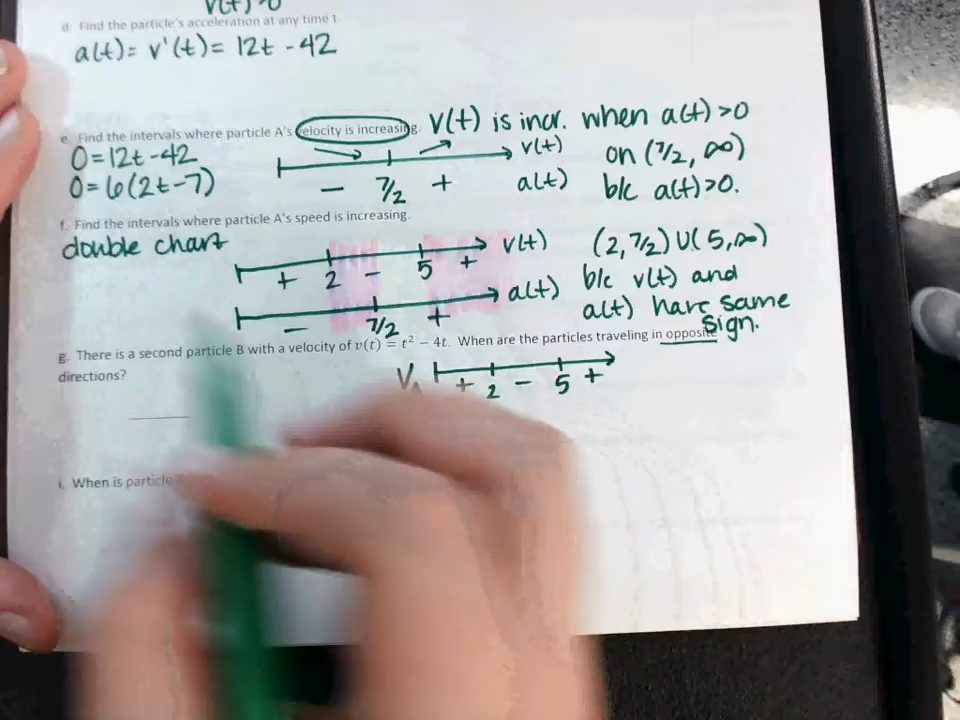 d. Find the particle's acceleration at any time t.
a(t) = v'(t) = 12t - 42
e. Find the intervals where particle A's velocity is increasing. v(t) is incr. when a(t) > 0
0 = 12t - 42
v(t) on (7/2, ∞)
0 = 6(2t - 7) − 7/2 + a(t) b/c a(t) > 0.
f. Find the intervals where particle A's speed is increasing.
double chart
v(t) (2, 7/2) U (5, ∞)
+ 2 − 5 +
a(t) b/c v(t) and
− 7/2 + a(t) have same
sign.
g. There is a second particle B with a velocity of v(t) = t² − 4t. When are the particles traveling in opposite
directions?
+ 2 − 5 +
i. When is particle